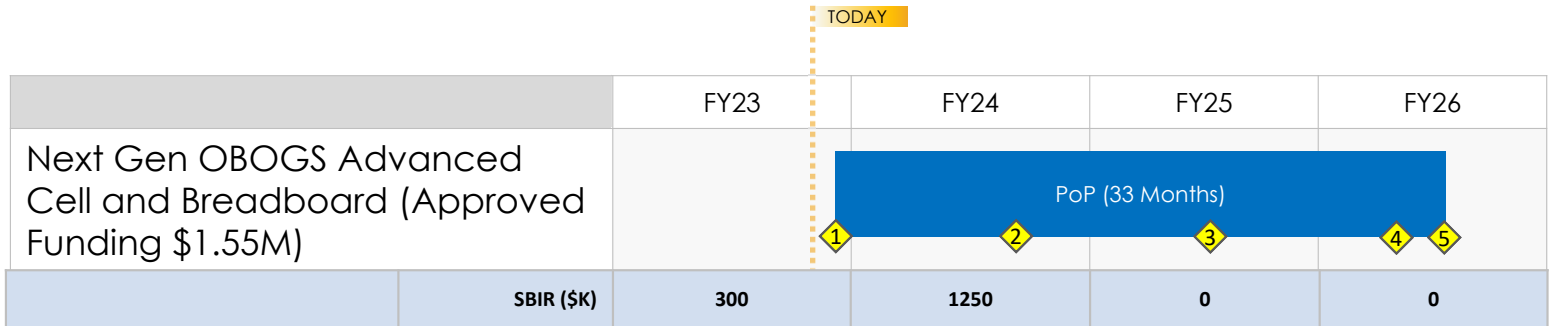 TODAY
FY23 FY24 FY25 FY26
Next Gen OBOGS Advanced
Cell and Breadboard (Approved
Funding $1.55M)
PoP (33 Months)
1 2 3 4 5
SBIR ($K) 300 1250 0 0